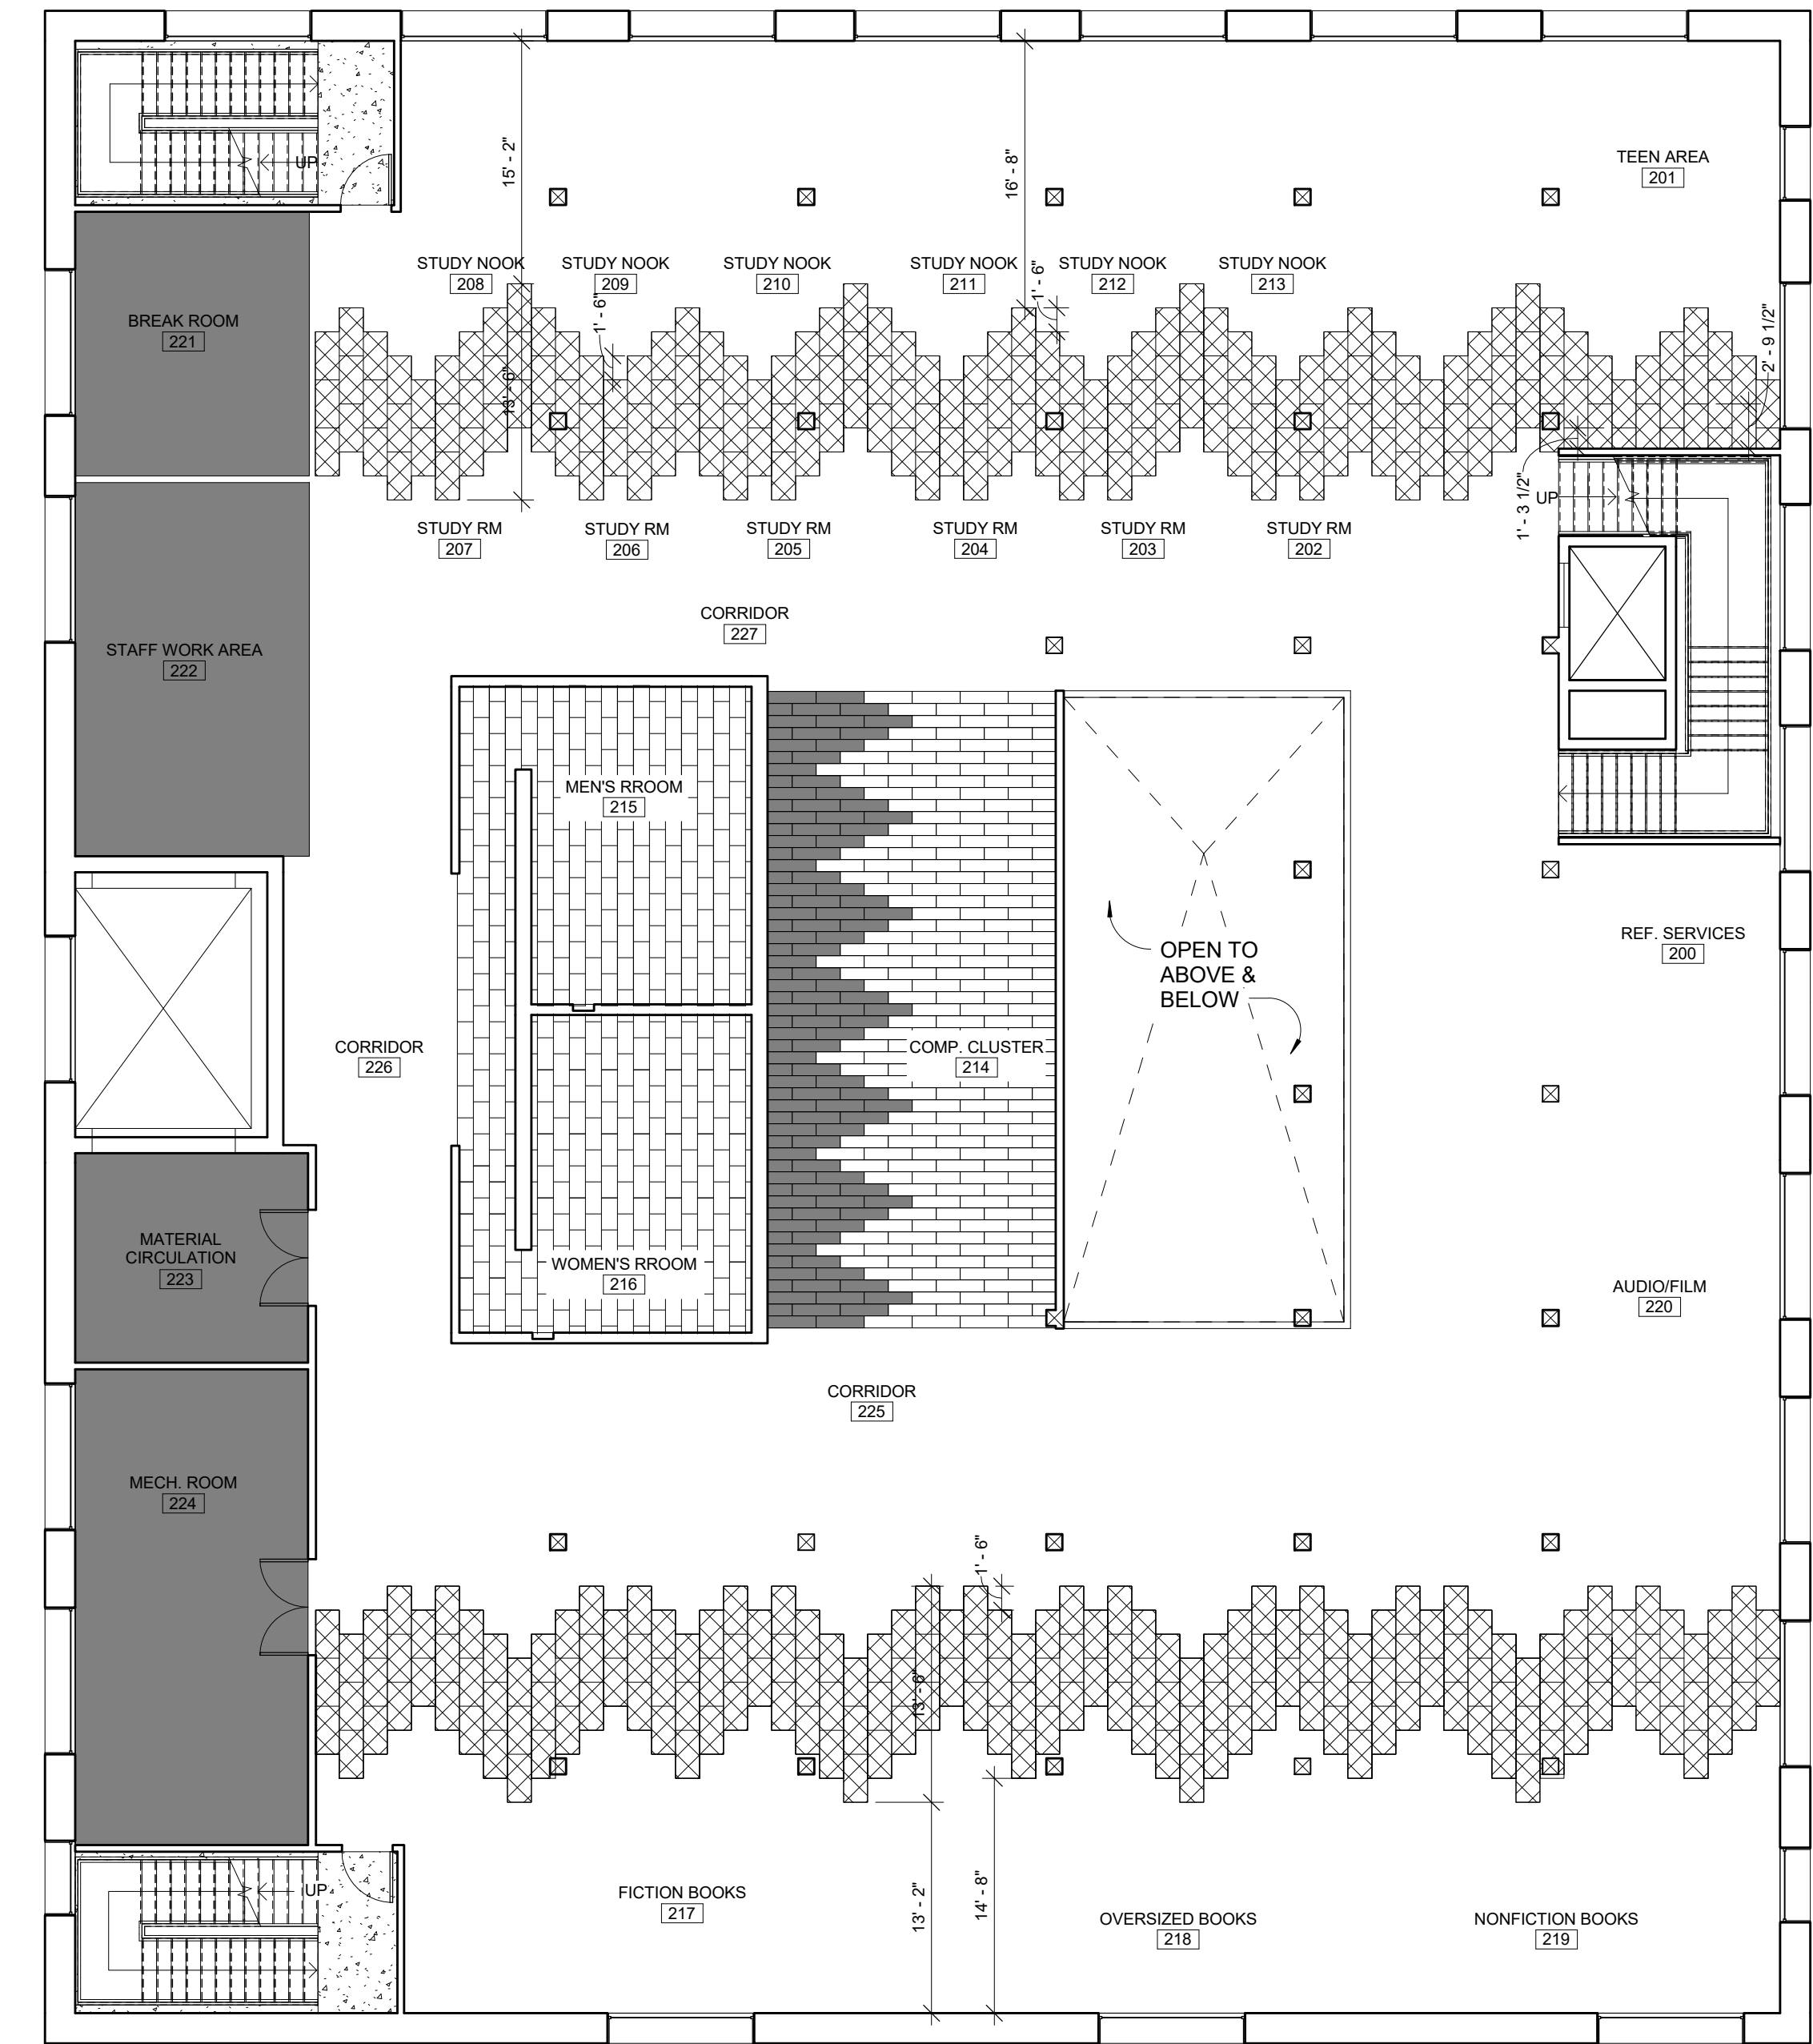 UP
15' - 2"
16' - 8"
TEEN AREA
201
STUDY NOOK
208
STUDY NOOK
209
STUDY NOOK
210
STUDY NOOK
211
STUDY NOOK
212
STUDY NOOK
213
1' - 6"
1' - 6"
13' - 6"
2' - 9 1/2"
1' - 3 1/2"
BREAK ROOM
221
UP
STUDY RM
207
STUDY RM
206
STUDY RM
205
STUDY RM
204
STUDY RM
203
STUDY RM
202
CORRIDOR
227
STAFF WORK AREA
222
MEN'S RROOM
215
OPEN TO
ABOVE &
BELOW
REF. SERVICES
200
CORRIDOR
226
COMP. CLUSTER
214
MATERIAL
CIRCULATION
223
WOMEN'S RROOM
216
AUDIO/FILM
220
CORRIDOR
225
MECH. ROOM
224
1' - 6"
13' - 6"
UP
FICTION BOOKS
217
13' - 2"
14' - 8"
OVERSIZED BOOKS
218
NONFICTION BOOKS
219